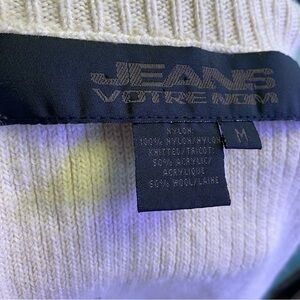 JEANS
VOTRE NOM
M
NYLON:
100% NYLON/NYLON
KNITTED/TRICOT:
50% ACRYLIC/
ACRYLIQUE
50% WOOL/LAINE